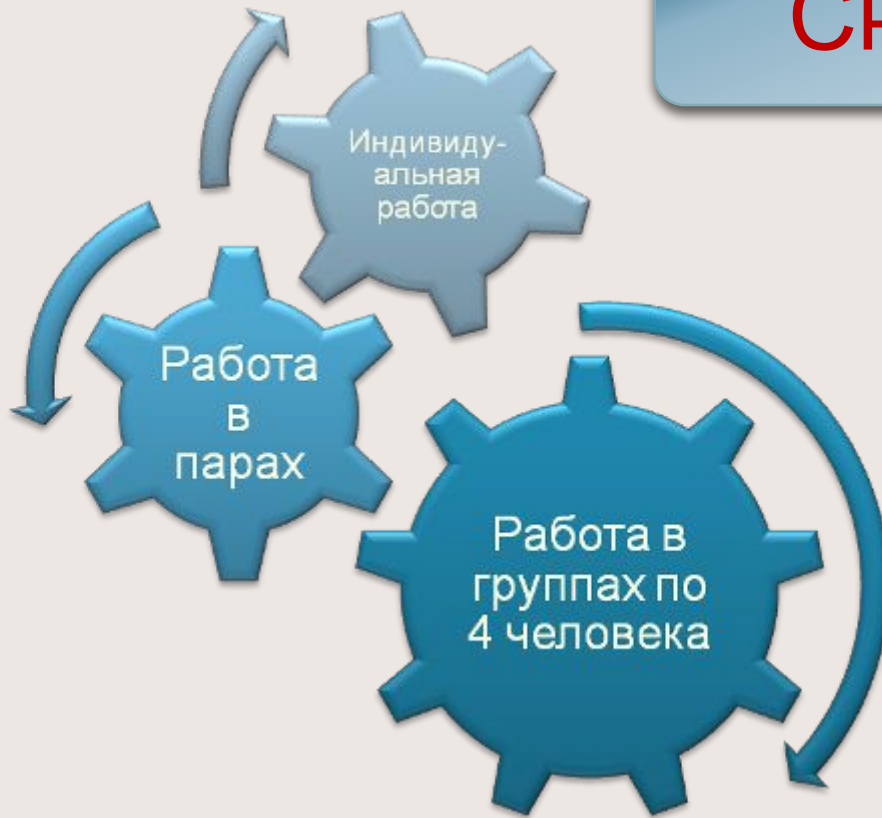 Индивиду-
альная
работа
Работа
в
парах
Работа в
группах по
4 человека